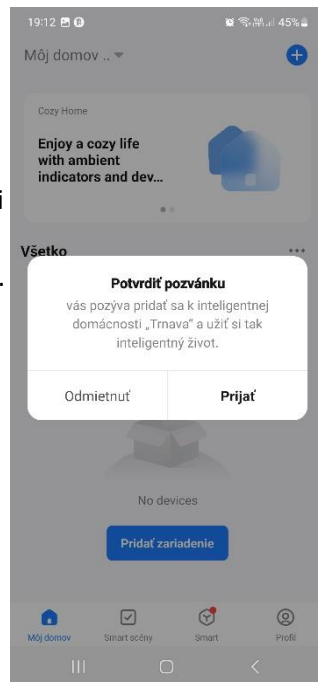 19:12
45%
Môj domov ..
Cozy Home
Enjoy a cozy life
with ambient
indicators and dev...
i
Všetko
...
.
Potvrdiť pozvánku
vás pozýva pridať sa k inteligentnej
domácnosti „Trnava“ a užiť si tak
inteligentný život.
Odmietnuť
Prijať
No devices
Pridať zariadenie
Môj domov
Smart scény
Smart
Profil